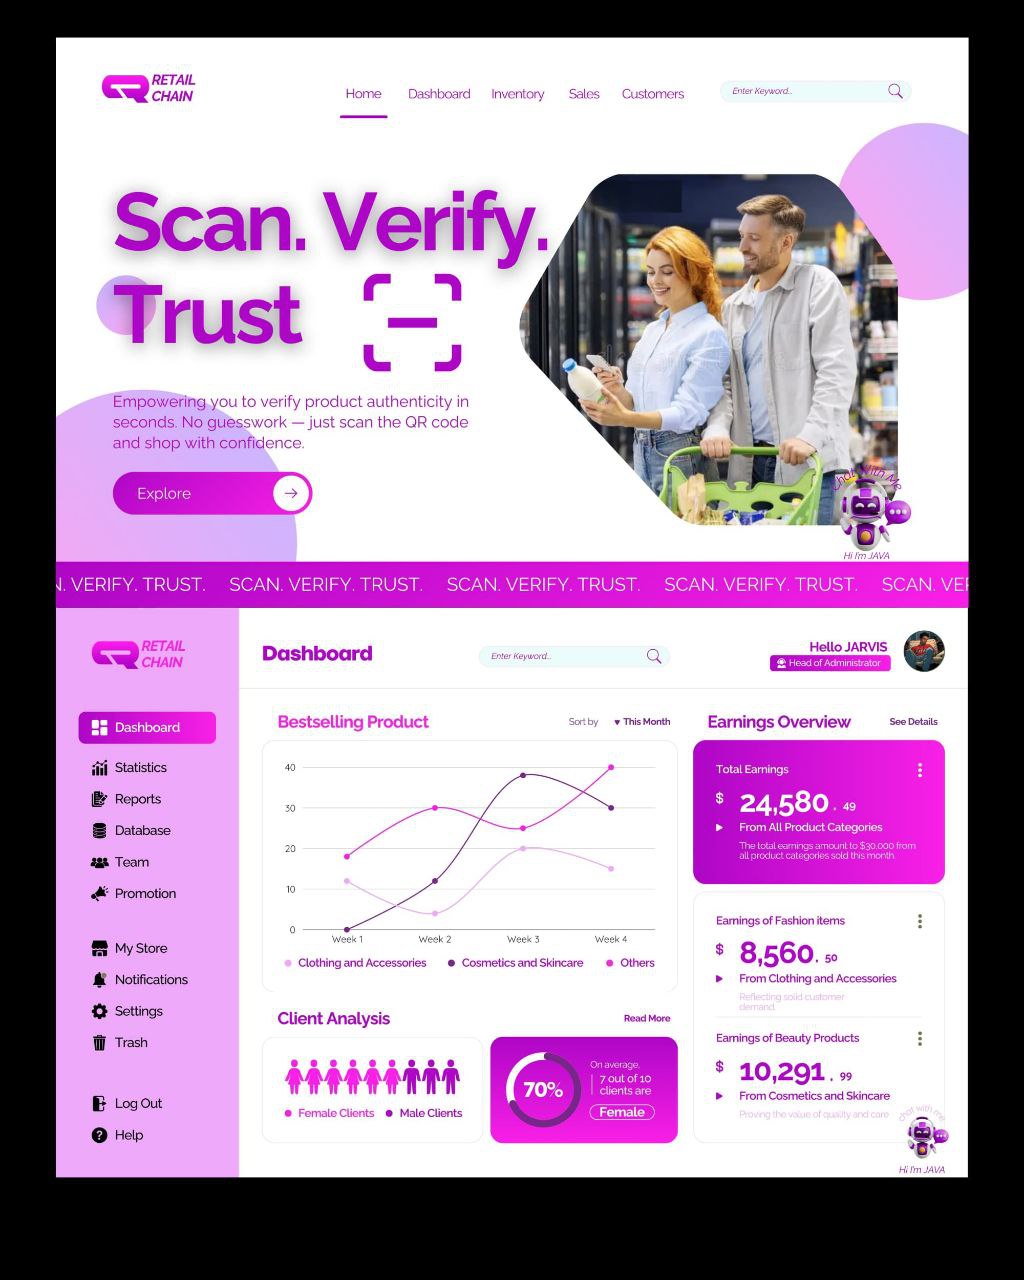 RETAIL
CHAIN
Home
Dashboard
Inventory
Sales
Customers
Enter Keyword...
Scan. Verify.
Trust
Empowering you to verify product authenticity in
seconds. No guesswork — just scan the QR code
and shop with confidence.
Explore
Chat With Me
Hi I'm JAVA
N. VERIFY. TRUST. SCAN. VERIFY. TRUST. SCAN. VERIFY. TRUST. SCAN. VERIFY. TRUST. SCAN. VER
RETAIL
CHAIN
Dashboard
Statistics
Reports
Database
Team
Promotion
My Store
Notifications
Settings
Trash
Log Out
Help
Dashboard
Enter Keyword...
Hello JARVIS
Head of Administrator
Bestselling Product
Sort by
This Month
40
30
20
10
0
Week 1
Week 2
Week 3
Week 4
Clothing and Accessories
Cosmetics and Skincare
Others
Client Analysis
Read More
Female Clients
Male Clients
70%
On average,
7 out of 10
clients are
Female
Earnings Overview
See Details
Total Earnings
$ 24,580 . 49
From All Product Categories
The total earnings amount to $30,000 from
all product categories sold this month.
Earnings of Fashion items
$ 8,560 . 50
From Clothing and Accessories
Reflecting solid customer
demand.
Earnings of Beauty Products
$ 10,291 . 99
From Cosmetics and Skincare
Proving the value of quality and care
chat with me
Hi I'm JAVA